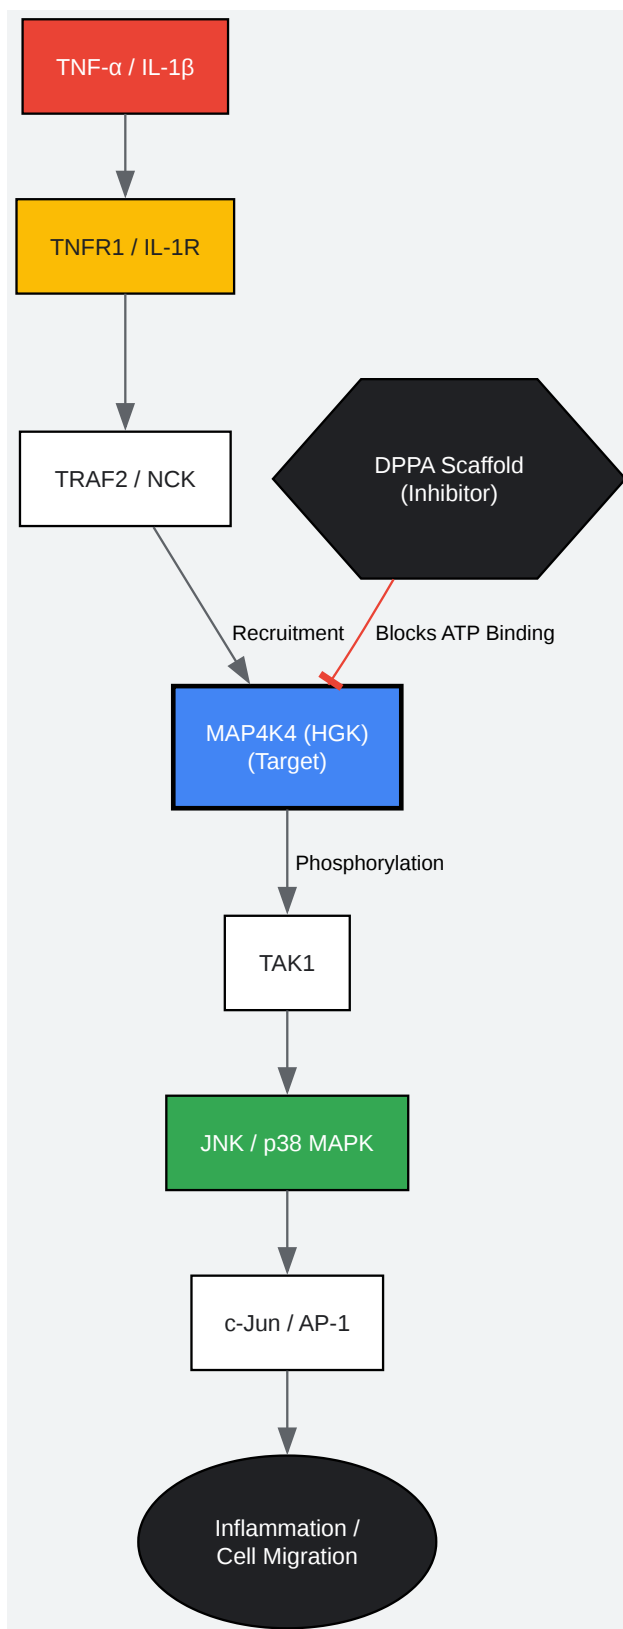 TNF-α / IL-1β
TNFR1 / IL-1R
TRAF2 / NCK
DPPA Scaffold
(Inhibitor)
Recruitment
Blocks ATP Binding
MAP4K4 (HGK)
(Target)
Phosphorylation
TAK1
JNK / p38 MAPK
c-Jun / AP-1
Inflammation /
Cell Migration